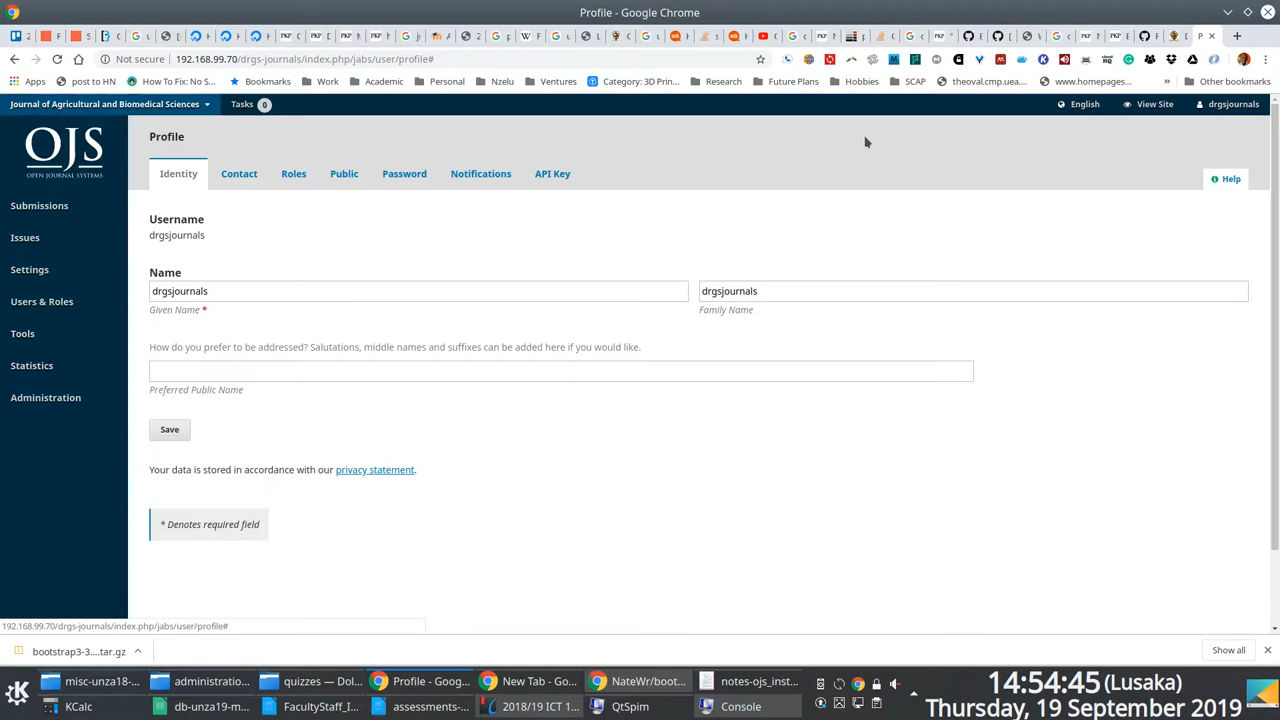 Profile - Google Chrome
Not secure 192.168.99.70/drgs-journals/index.php/jabs/user/profile#
Apps post to HN How To Fix: No S... Bookmarks Work Academic Personal Nzelu Ventures Category: 3D Prin... Research Future Plans Hobbies SCAP theoval.cmp.uea.... www.homepages... » Other bookmarks
Journal of Agricultural and Biomedical Sciences Tasks 0 English View Site drgsjournals
OJS
OPEN JOURNAL SYSTEMS
Submissions
Issues
Settings
Users & Roles
Tools
Statistics
Administration
Profile
Identity Contact Roles Public Password Notifications API Key
Help
Username
drgsjournals
Name
drgsjournals drgsjournals
Given Name * Family Name
How do you prefer to be addressed? Salutations, middle names and suffixes can be added here if you would like.
Preferred Public Name
Save
Your data is stored in accordance with our privacy statement.
* Denotes required field
192.168.99.70/drgs-journals/index.php/jabs/user/profile#
bootstrap3-3....tar.gz Show all
misc-unza18-... administratio... quizzes — Dol... Profile - Goog... New Tab - Go... NateWr/boot... notes-ojs_inst...
KCalc db-unza19-m... FacultyStaff_I... assessments-... 2018/19 ICT 1... QtSpim Console
14:54:45 (Lusaka)
Thursday, 19 September 2019